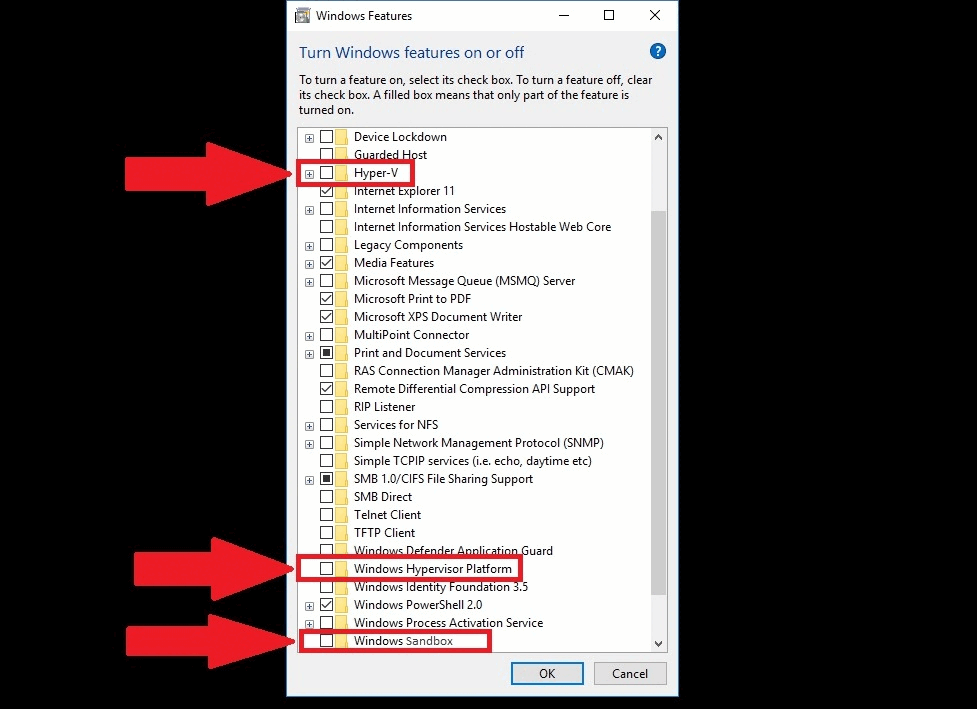 Windows Features
Turn Windows features on or off
?
To turn a feature on, select its check box. To turn a feature off, clear
its check box. A filled box means that only part of the feature is
turned on.
Device Lockdown
Guarded Host
Hyper-V
Internet Explorer 11
Internet Information Services
Internet Information Services Hostable Web Core
Legacy Components
Media Features
Microsoft Message Queue (MSMQ) Server
Microsoft Print to PDF
Microsoft XPS Document Writer
MultiPoint Connector
Print and Document Services
RAS Connection Manager Administration Kit (CMAK)
Remote Differential Compression API Support
RIP Listener
Services for NFS
Simple Network Management Protocol (SNMP)
Simple TCPIP services (i.e. echo, daytime etc)
SMB 1.0/CIFS File Sharing Support
SMB Direct
Telnet Client
TFTP Client
Windows Defender Application Guard
Windows Hypervisor Platform
Windows Identity Foundation 3.5
Windows PowerShell 2.0
Windows Process Activation Service
Windows Sandbox
OK Cancel